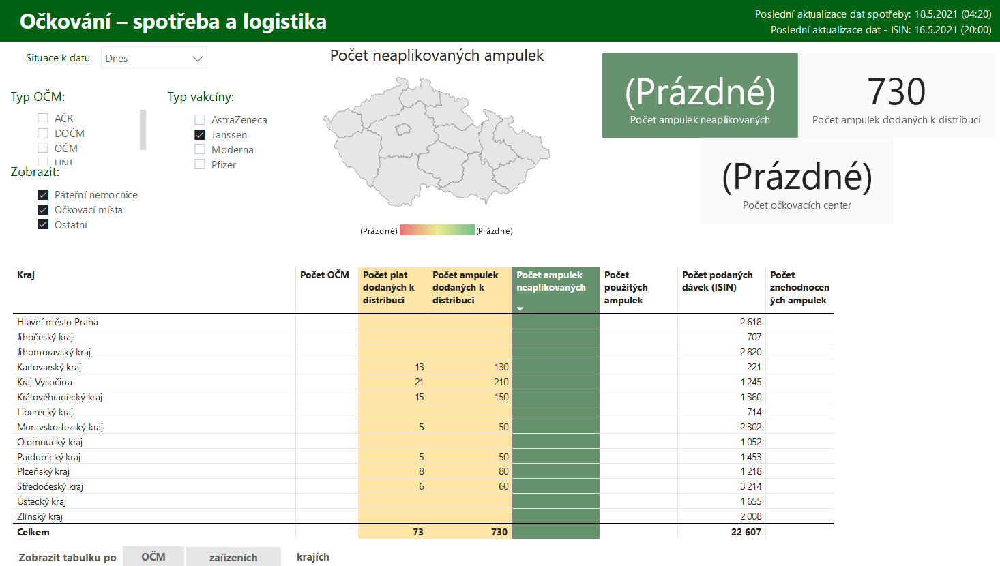 Očkování – spotřeba a logistika
Poslední aktualizace dat spotřeby: 18.5.2021 (04:20)
Poslední aktualizace dat - ISIN: 16.5.2021 (20:00)
Situace k datu Dnes
Počet neaplikovaných ampulek
Typ OČM:
AČR
DOČM
OČM
UNI
Typ vakcíny:
AstraZeneca
Janssen
Moderna
Pfizer
Zobrazit:
Páteřní nemocnice
Očkovací místa
Ostatní
(Prázdné) (Prázdné)
(Prázdné)
Počet ampulek neaplikovaných
730
Počet ampulek dodaných k distribuci
(Prázdné)
Počet očkovacích center
Kraj
Počet OČM
Počet plat
dodaných k
distribuci
Počet ampulek
dodaných k
distribuci
Počet ampulek
neaplikovaných
Počet
použitých
ampulek
Počet podaných
dávek (ISIN)
Počet
znehodnocen
ých ampulek
Hlavní město Praha 2 618
Jihočeský kraj 707
Jihomoravský kraj 2 820
Karlovarský kraj 13 130 221
Kraj Vysočina 21 210 1 245
Královéhradecký kraj 15 150 1 380
Liberecký kraj 714
Moravskoslezský kraj 5 50 2 302
Olomoucký kraj 1 052
Pardubický kraj 5 50 1 453
Plzeňský kraj 8 80 1 218
Středočeský kraj 6 60 3 214
Ústecký kraj 1 655
Zlínský kraj 2 008
Celkem 73 730 22 607
Zobrazit tabulku po OČM zařízeních krajích